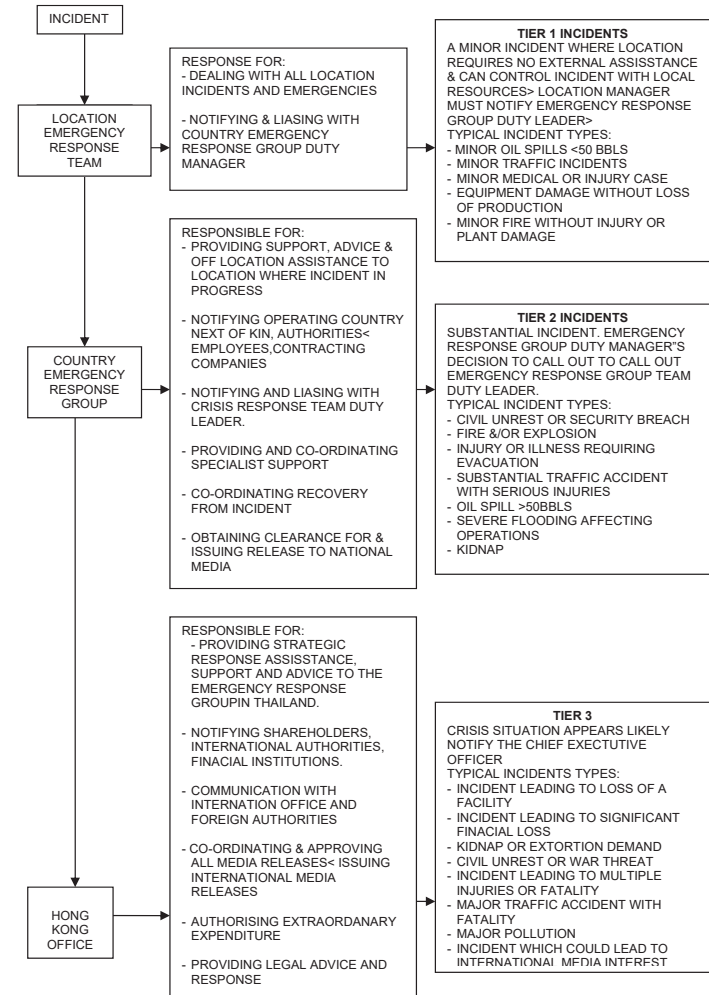 INCIDENT
LOCATION
EMERGENCY
RESPONSE
TEAM
RESPONSE FOR:
- DEALING WITH ALL LOCATION
INCIDENTS AND EMERGENCIES
- NOTIFYING & LIASING WITH
COUNTRY EMERGENCY
RESPONSE GROUP DUTY
MANAGER
TIER 1 INCIDENTS
A MINOR INCIDENT WHERE LOCATION
REQUIRES NO EXTERNAL ASSISSTANCE
& CAN CONTROL INCIDENT WITH LOCAL
RESOURCES> LOCATION MANAGER
MUST NOTIFY EMERGENCY RESPONSE
GROUP DUTY LEADER>
TYPICAL INCIDENT TYPES:
- MINOR OIL SPILLS <50 BBLS
- MINOR TRAFFIC INCIDENTS
- MINOR MEDICAL OR INJURY CASE
- EQUIPMENT DAMAGE WITHOUT LOSS
OF PRODUCTION
- MINOR FIRE WITHOUT INJURY OR
PLANT DAMAGE
COUNTRY
EMERGENCY
RESPONSE
GROUP
RESPONSIBLE FOR:
- PROVIDING SUPPORT, ADVICE &
OFF LOCATION ASSISTANCE TO
LOCATION WHERE INCIDENT IN
PROGRESS
- NOTIFYING OPERATING COUNTRY
NEXT OF KIN, AUTHORITIES<
EMPLOYEES,CONTRACTING
COMPANIES
- NOTIFYING AND LIASING WITH
CRISIS RESPONSE TEAM DUTY
LEADER.
- PROVIDING AND CO-ORDINATING
SPECIALIST SUPPORT
- CO-ORDINATING RECOVERY
FROM INCIDENT
- OBTAINING CLEARANCE FOR &
ISSUING RELEASE TO NATIONAL
MEDIA
TIER 2 INCIDENTS
SUBSTANTIAL INCIDENT. EMERGENCY
RESPONSE GROUP DUTY MANAGER"S
DECISION TO CALL OUT TO CALL OUT
EMERGENCY RESPONSE GROUP TEAM
DUTY LEADER.
TYPICAL INCIDENT TYPES:
- CIVIL UNREST OR SECURITY BREACH
- FIRE &/OR EXPLOSION
- INJURY OR ILLNESS REQUIRING
EVACUATION
- SUBSTANTIAL TRAFFIC ACCIDENT
WITH SERIOUS INJURIES
- OIL SPILL >50BBLS
- SEVERE FLOODING AFFECTING
OPERATIONS
- KIDNAP
HONG
KONG
OFFICE
RESPONSIBLE FOR:
- PROVIDING STRATEGIC
RESPONSE ASSISSTANCE,
SUPPORT AND ADVICE TO THE
EMERGENCY RESPONSE
GROUPIN THAILAND.
- NOTIFYING SHAREHOLDERS,
INTERNATIONAL AUTHORITIES,
FINACIAL INSTITUTIONS.
- COMMUNICATION WITH
INTERNATION OFFICE AND
FOREIGN AUTHORITIES
- CO-ORDINATING & APPROVING
ALL MEDIA RELEASES< ISSUING
INTERNATIONAL MEDIA
RELEASES
- AUTHORISING EXTRAORDANARY
EXPENDITURE
- PROVIDING LEGAL ADVICE AND
RESPONSE
TIER 3
CRISIS SITUATION APPEARS LIKELY
NOTIFY THE CHIEF EXECTUTIVE
OFFICER
TYPICAL INCIDENTS TYPES:
- INCIDENT LEADING TO LOSS OF A
FACILITY
- INCIDENT LEADING TO SIGNIFICANT
FINACIAL LOSS
- KIDNAP OR EXTORTION DEMAND
- CIVIL UNREST OR WAR THREAT
- INCIDENT LEADING TO MULTIPLE
INJURIES OR FATALITY
- MAJOR TRAFFIC ACCIDENT WITH
FATALITY
- MAJOR POLLUTION
- INCIDENT WHICH COULD LEAD TO
INTERNATIONAL MEDIA INTEREST